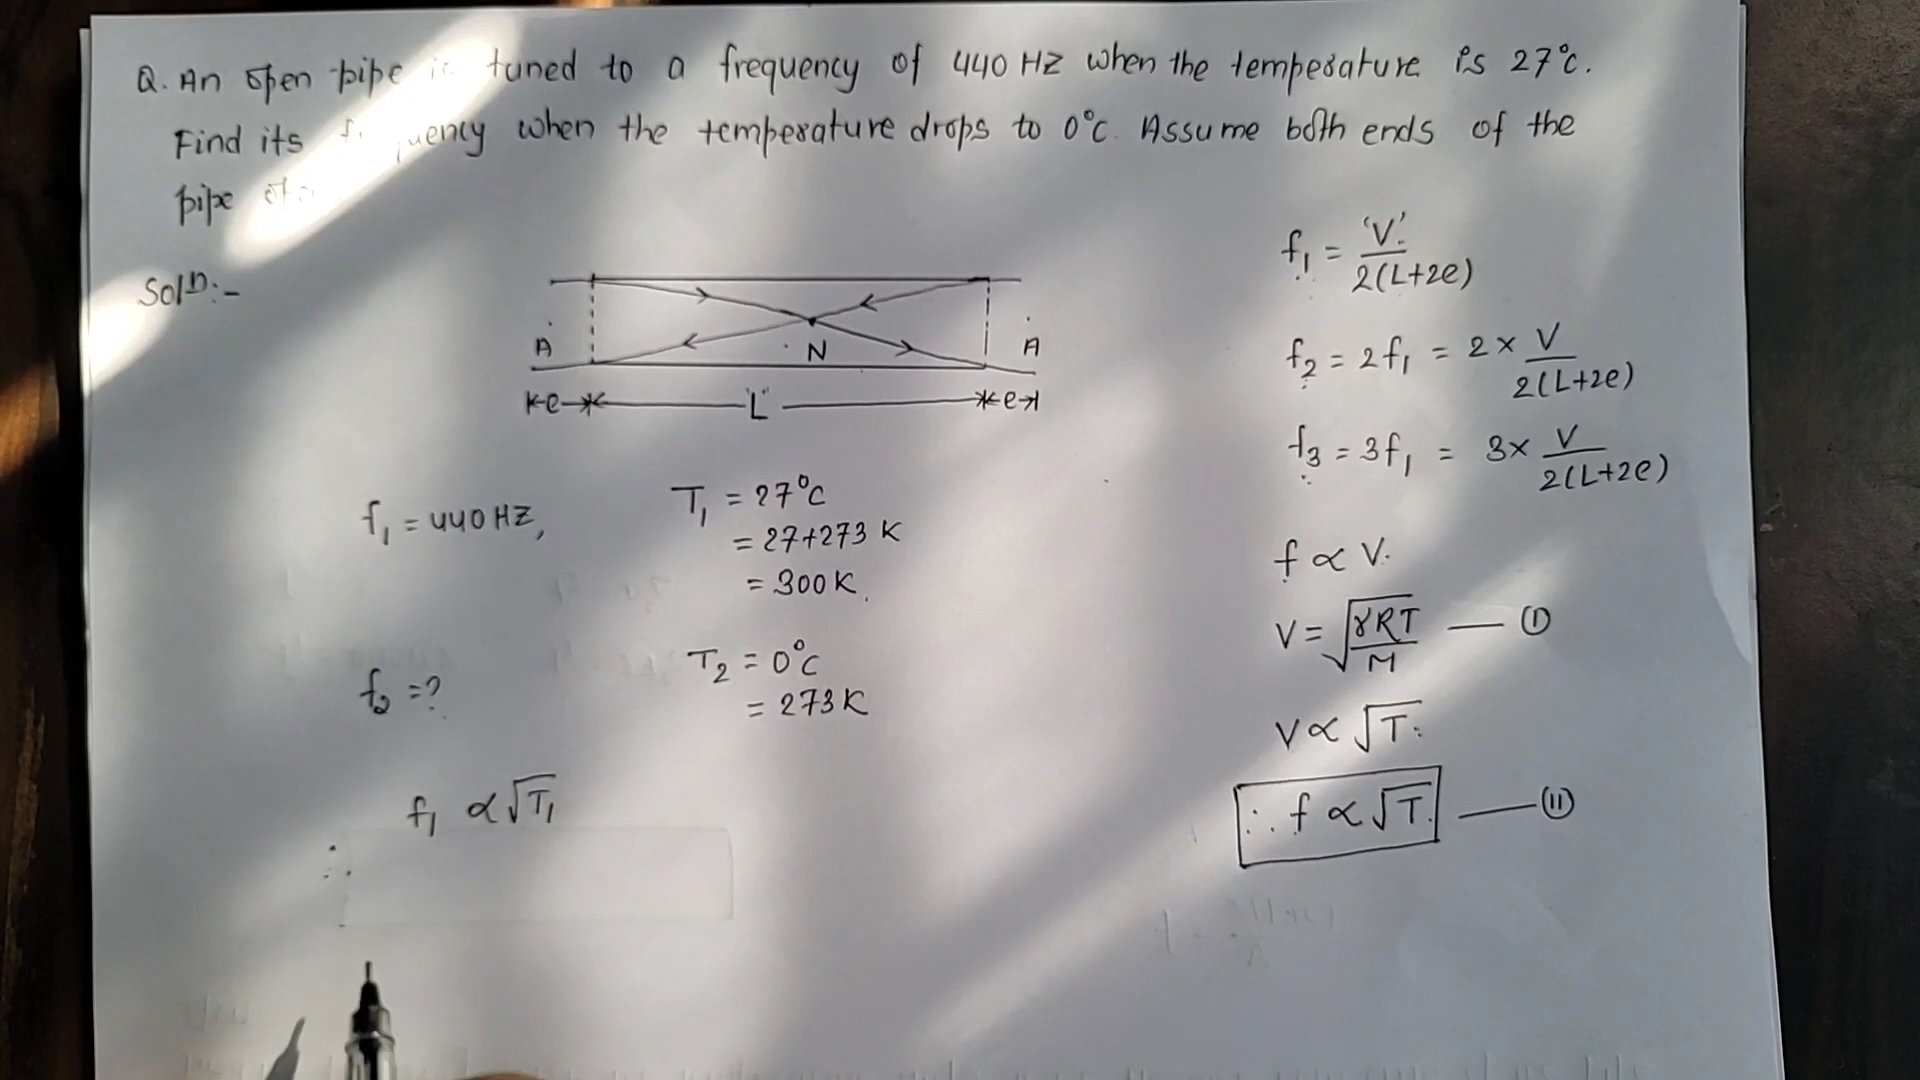 Q. An open pipe is tuned to a frequency of 440 HZ when the temperature is 27°c.
Find its when the temperature drops to 0°c. Assume both ends of the
pipe
Solⁿ:-
A N A
e L e
f₁ = 440 HZ,
T₁ = 27°C
= 27+273 K
= 300 K.
f₂ = ?
T₂ = 0°C
= 273 K
f₁ ∝ √T₁
∴
f₁ = 'V' / 2(L+2e)
f₂ = 2f₁ = 2 × V / 2(L+2e)
f₃ = 3f₁ = 3× V / 2(L+2e)
f ∝ V.
V = √(γRT / M) — (I)
V ∝ √T.
∴ f ∝ √T. — (II)